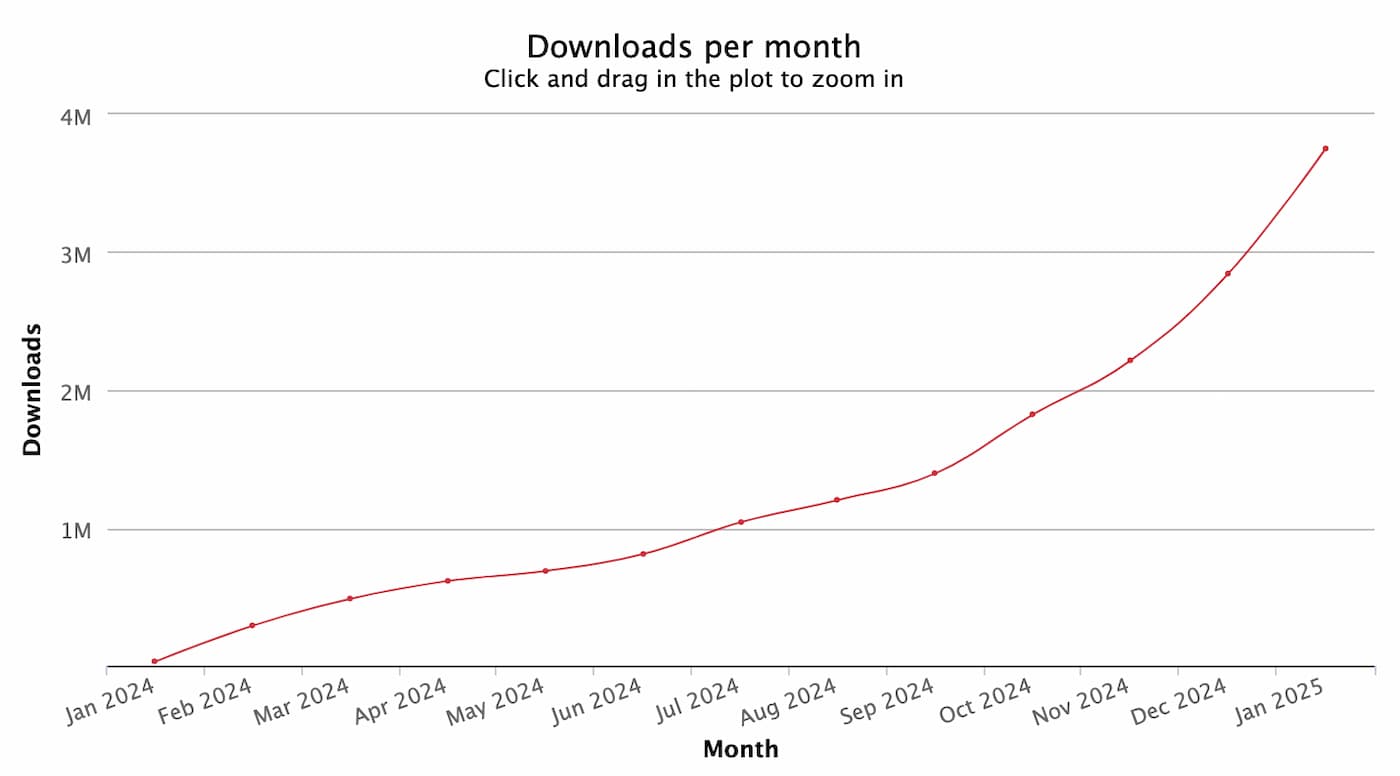 Downloads per month
Click and drag in the plot to zoom in
4M
3M
2M
1M
Downloads
Jan 2024
Feb 2024
Mar 2024
Apr 2024
May 2024
Jun 2024
Jul 2024
Aug 2024
Sep 2024
Oct 2024
Nov 2024
Dec 2024
Jan 2025
Month